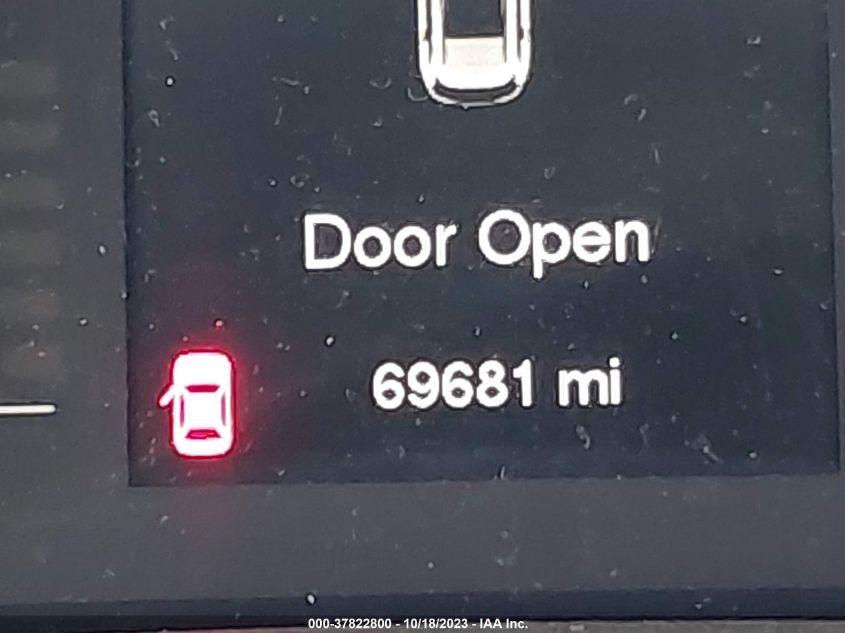 Door Open
69681 mi
000-37822800 - 10/18/2023 - IAA Inc.